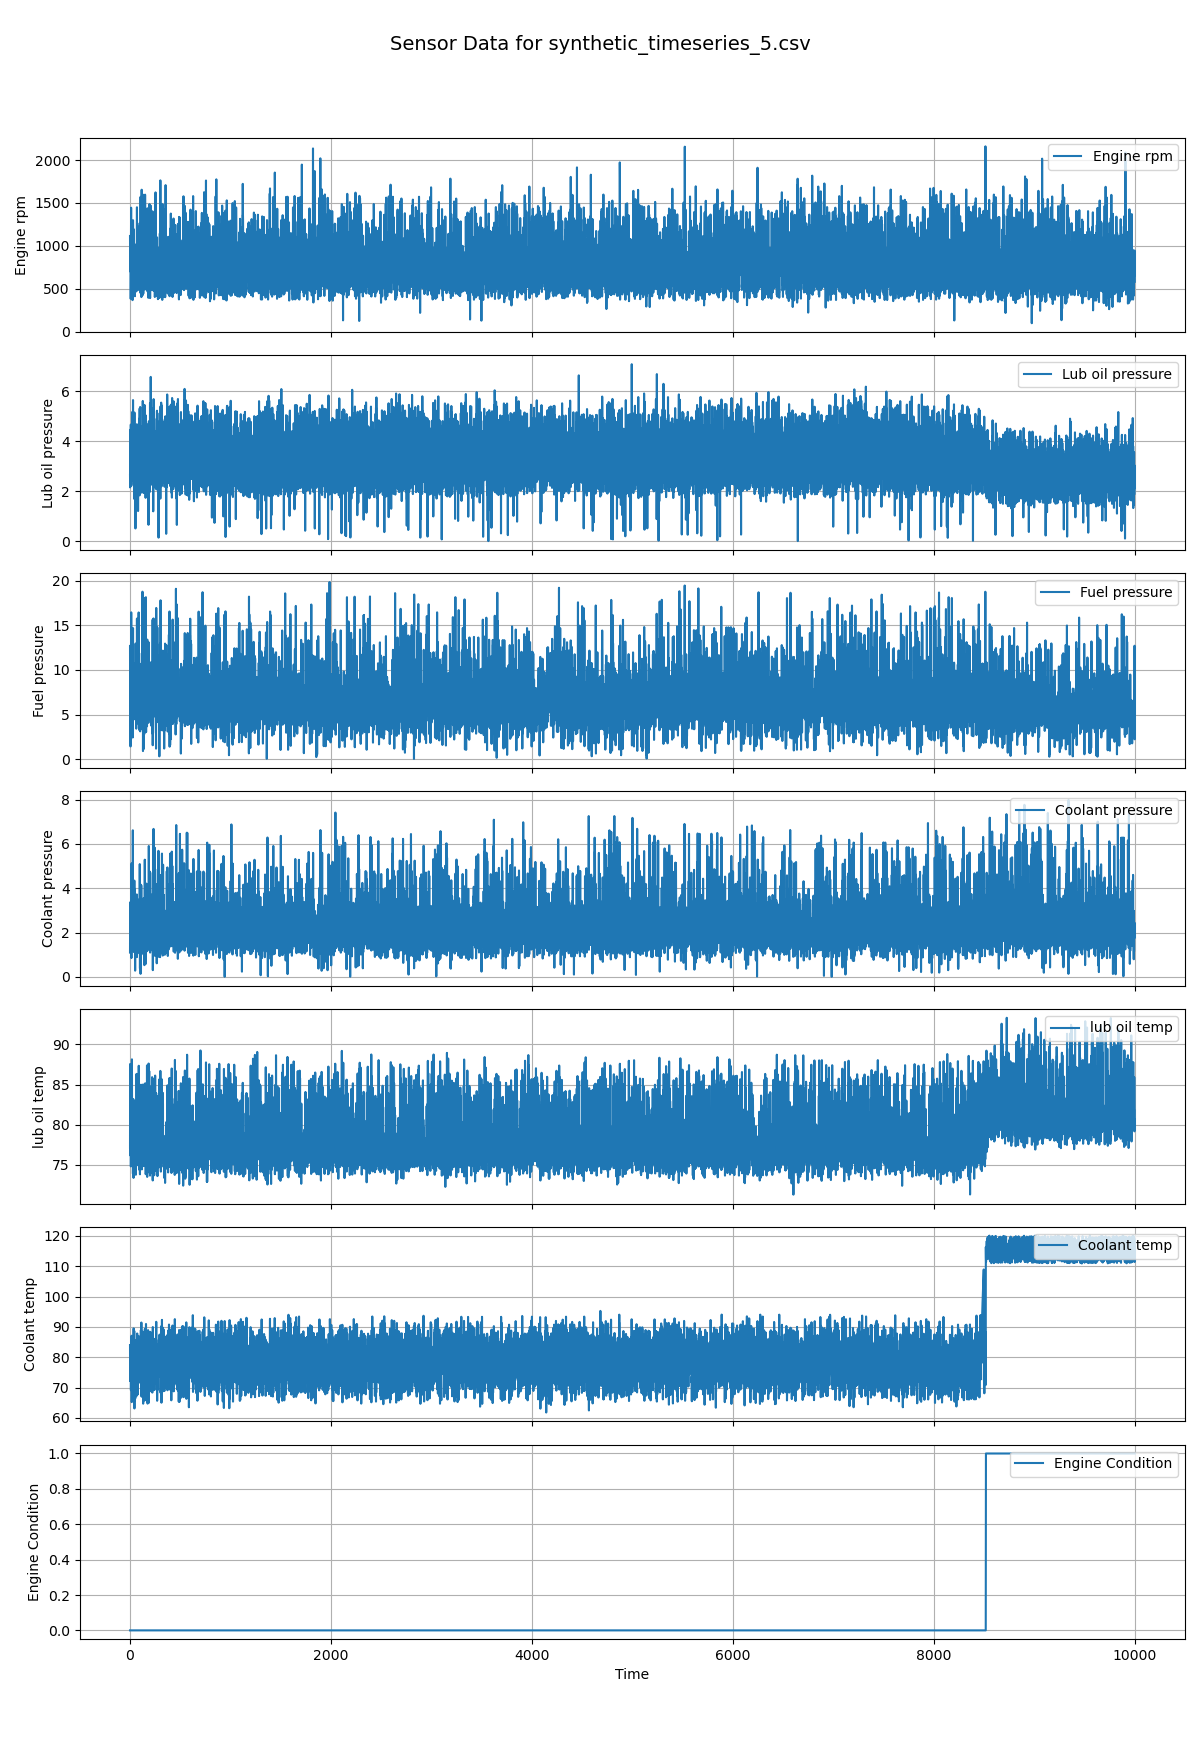 Sensor Data for synthetic_timeseries_5.csv
Engine rpm
2000
1500
1000
500
0
Engine rpm
Lub oil pressure
6
4
2
0
Lub oil pressure
Fuel pressure
20
15
10
5
0
Fuel pressure
Coolant pressure
8
6
4
2
0
Coolant pressure
lub oil temp
90
85
80
75
lub oil temp
Coolant temp
120
110
100
90
80
70
60
Coolant temp
Engine Condition
1.0
0.8
0.6
0.4
0.2
0.0
Engine Condition
0 2000 4000 6000 8000 10000
Time